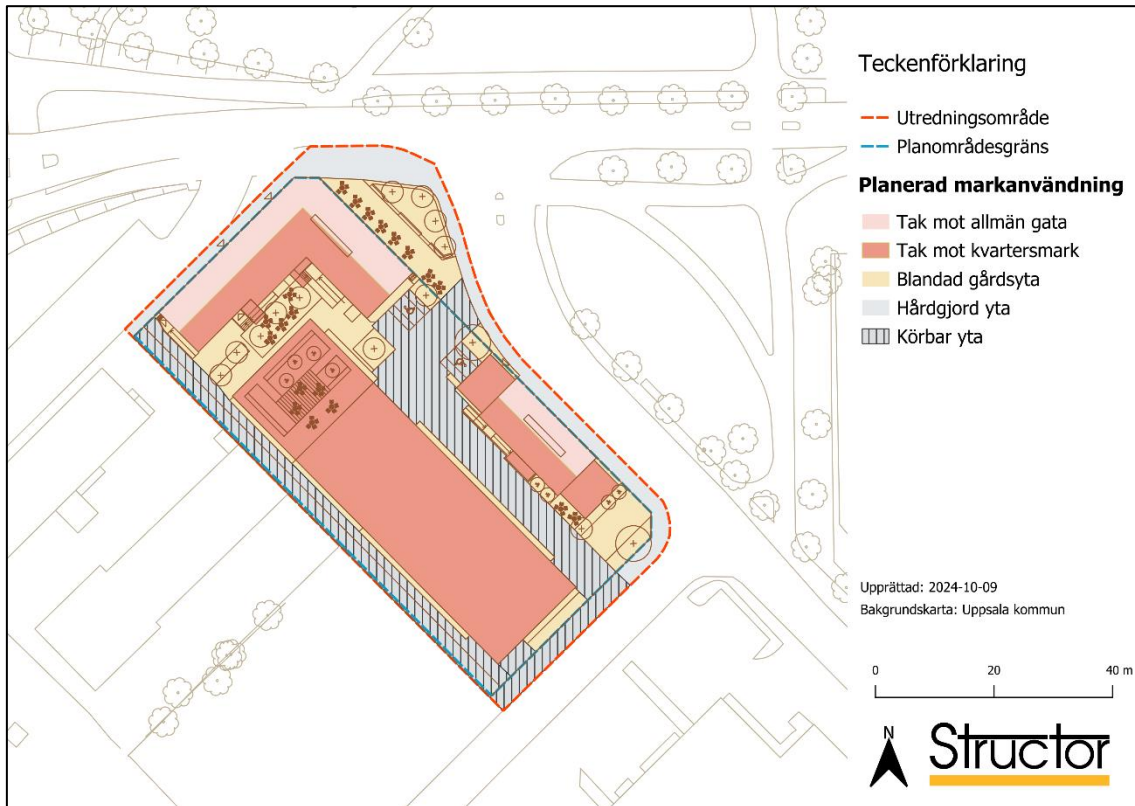 Teckenförklaring
Utredningsområde
Planområdesgräns
Planerad markanvändning
Tak mot allmän gata
Tak mot kvartersmark
Blandad gårdsyta
Hårdgjord yta
Körbar yta
Upprättad: 2024-10-09
Bakgrundskarta: Uppsala kommun
0 20 40 m
N
Structor